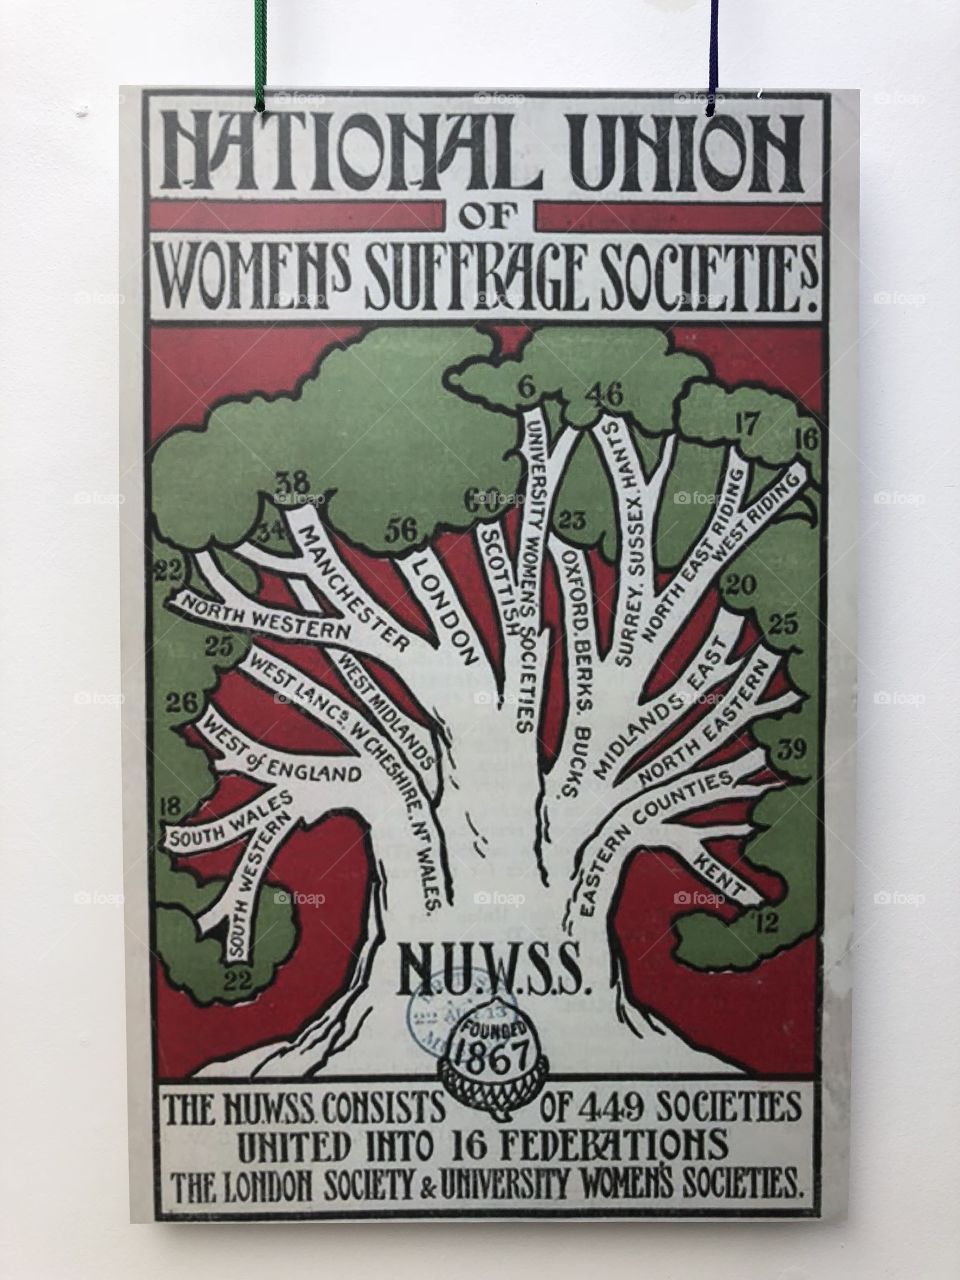 NATIONAL UNION
OF
WOMENS SUFFRAGE SOCIETIES.
6
46
17
16
38
34
56
60
23
22
20
25
25
26
39
18
22
12
UNIVERSITY WOMEN'S SOCIETIES
SURREY. SUSSEX. HANTS
NORTH EAST RIDING
WEST RIDING
MANCHESTER
LONDON
SCOTTISH
OXFORD. BERKS. BUCKS.
NORTH WESTERN
WEST MIDLANDS
WEST LANCS. W. CHESHIRE. NT WALES.
MIDLANDS EAST
NORTH EASTERN
WEST of ENGLAND
EASTERN COUNTIES
SOUTH WALES
SOUTH WESTERN
KENT
N.U.W.S.S.
FOUNDED
1867
THE N.U.W.S.S. CONSISTS OF 449 SOCIETIES
UNITED INTO 16 FEDERATIONS
THE LONDON SOCIETY & UNIVERSITY WOMEN'S SOCIETIES.
foap